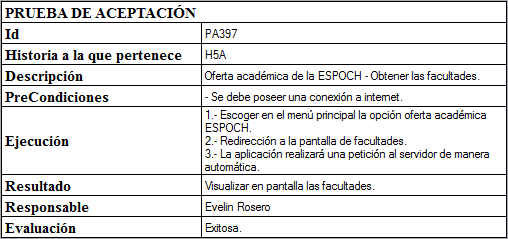 PRUEBA DE ACEPTACIÓN
Id PA397
Historia a la que pertenece H5A
Descripción Oferta académica de la ESPOCH - Obtener las facultades.
PreCondiciones - Se debe poseer una conexión a internet.
Ejecución 1.- Escoger en el menú principal la opción oferta académica
ESPOCH.
2.- Redirección a la pantalla de facultades.
3.- La aplicación realizará una petición al servidor de manera
automática.
Resultado Visualizar en pantalla las facultades.
Responsable Evelin Rosero
Evaluación Exitosa.